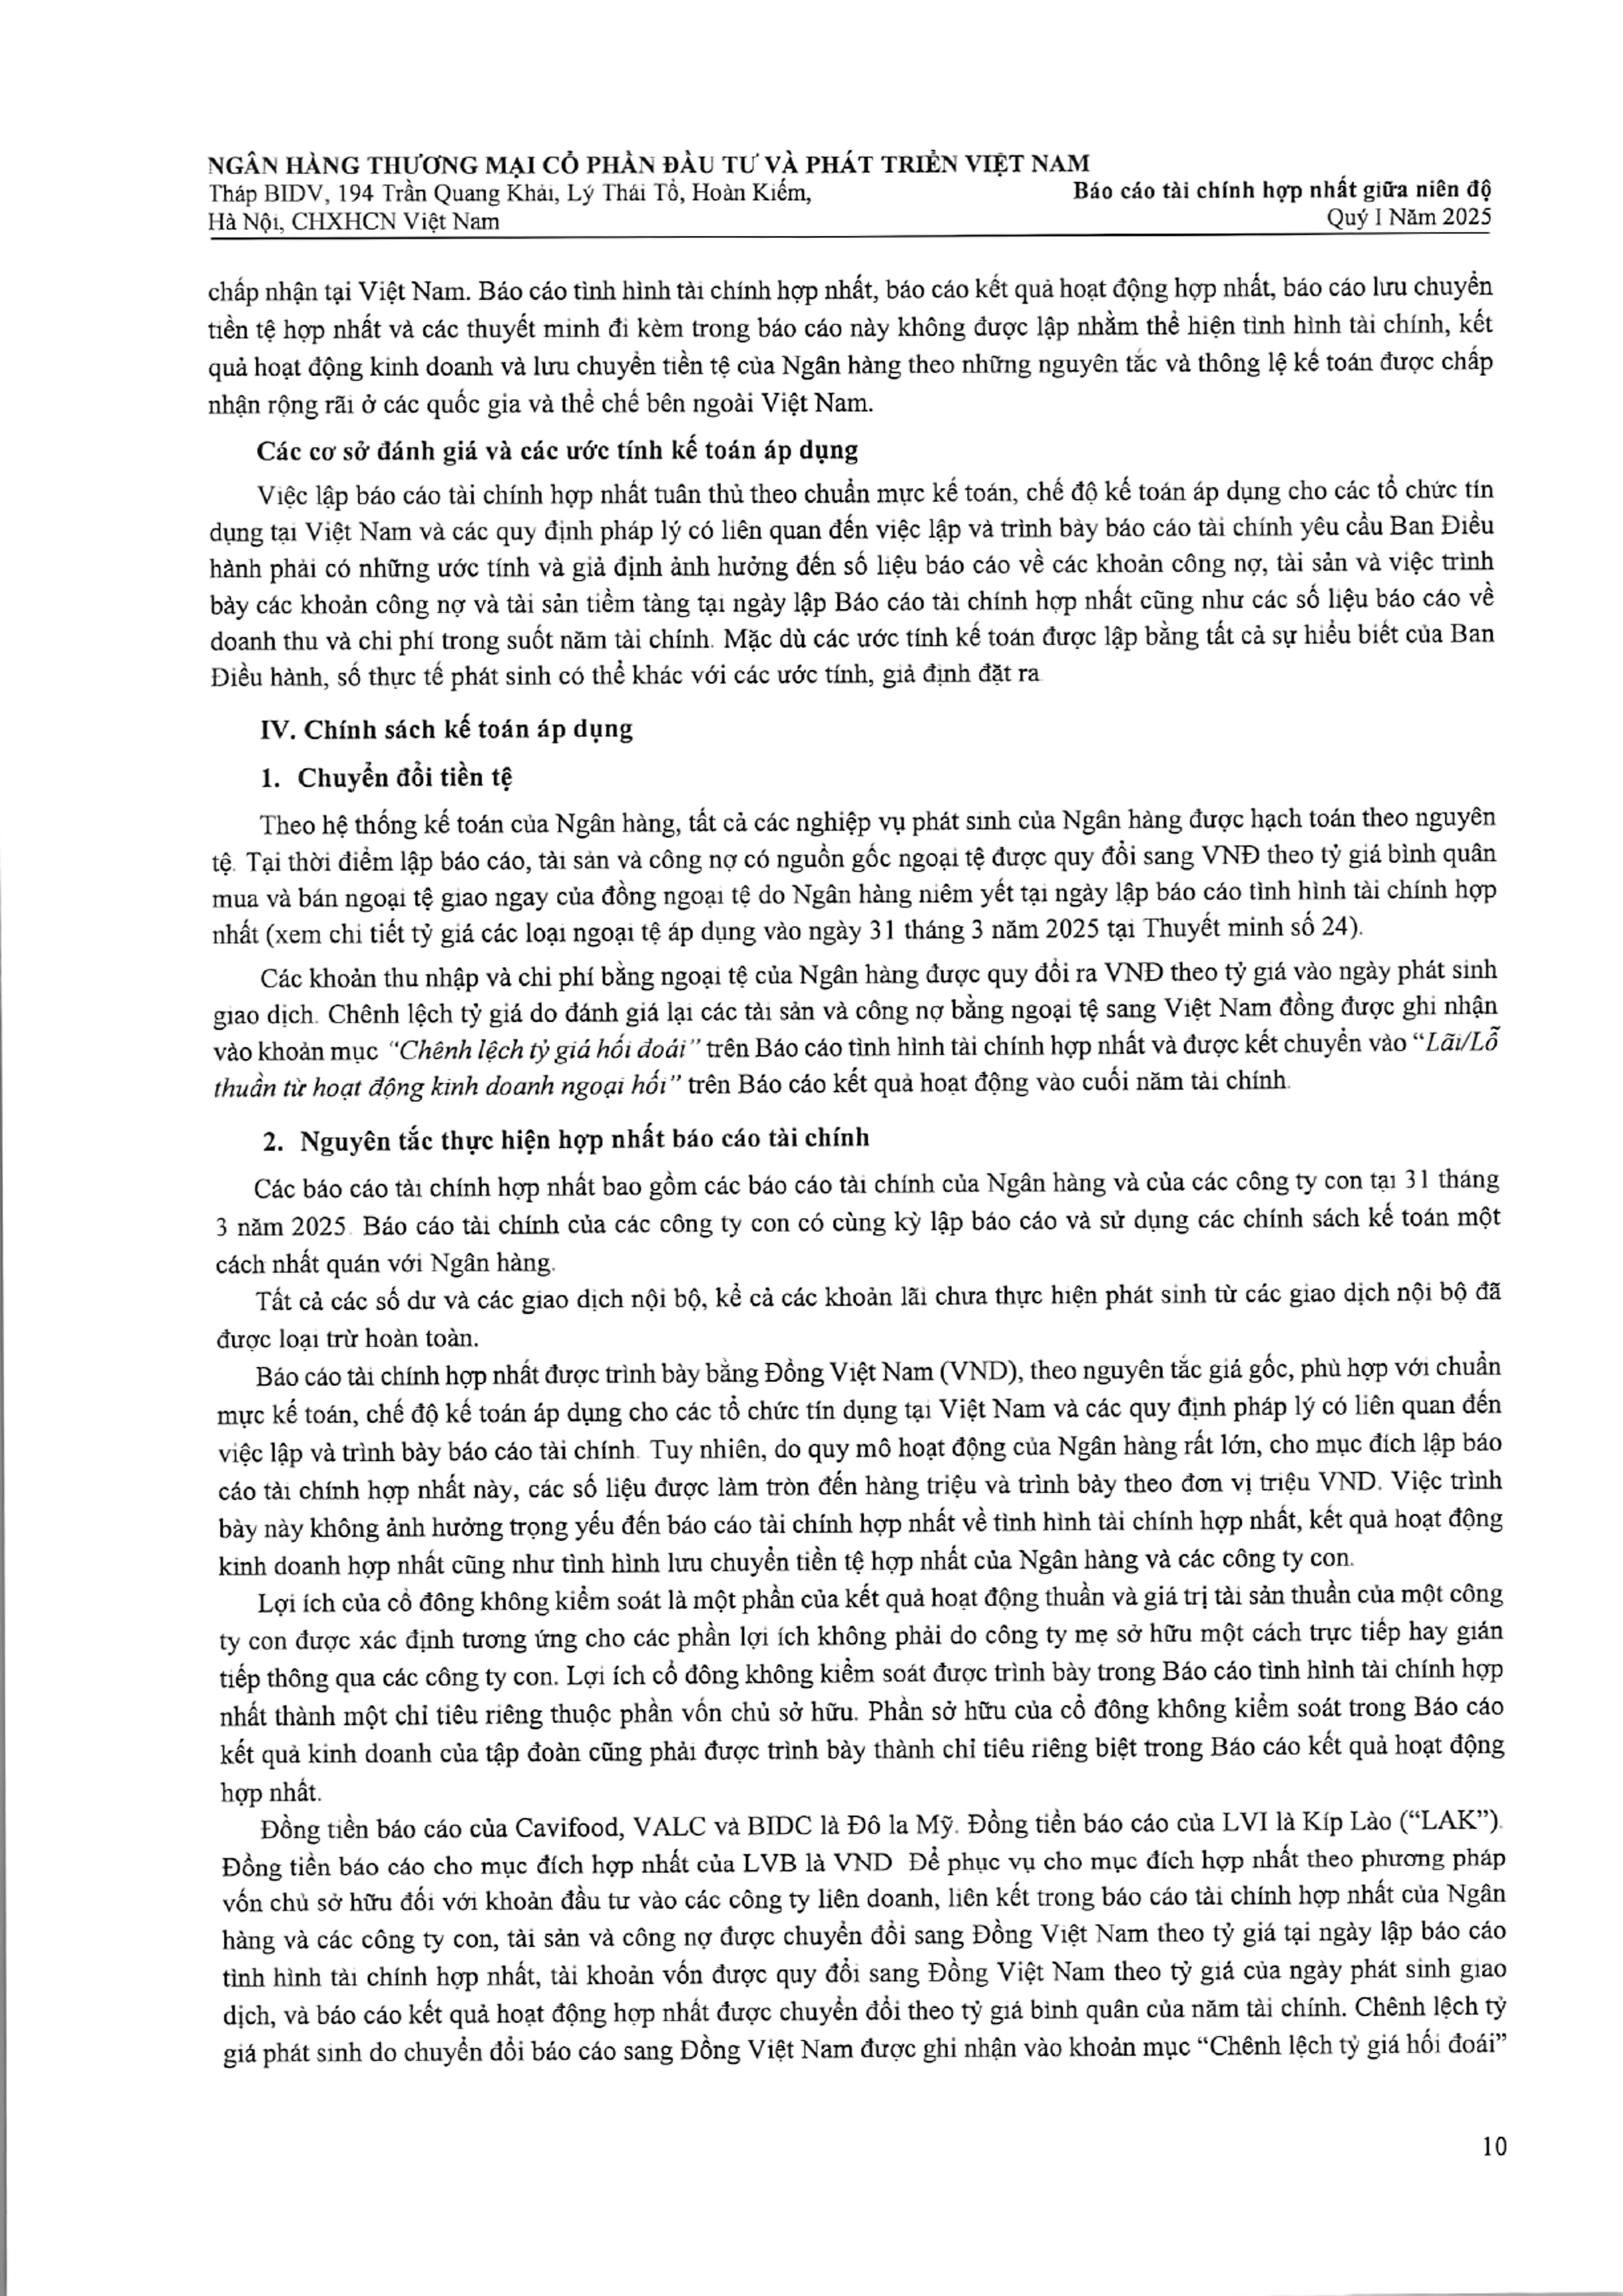 NGÂN HÀNG THƯƠNG MẠI CỔ PHẦN ĐẦU TƯ VÀ PHÁT TRIỂN VIỆT NAM
Tháp BIDV, 194 Trần Quang Khải, Lý Thái Tổ, Hoàn Kiếm,
Báo cáo tài chính hợp nhất giữa niên độ
Hà Nội, CHXHCN Việt Nam
Quý I Năm 2025
chấp nhận tại Việt Nam. Báo cáo tình hình tài chính hợp nhất, báo cáo kết quả hoạt động hợp nhất, báo cáo lưu chuyển
tiền tệ hợp nhất và các thuyết minh đi kèm trong báo cáo này không được lập nhằm thể hiện tình hình tài chính, kết
quả hoạt động kinh doanh và lưu chuyển tiền tệ của Ngân hàng theo những nguyên tắc và thông lệ kế toán được chấp
nhận rộng rãi ở các quốc gia và thể chế bên ngoài Việt Nam.
Các cơ sở đánh giá và các ước tính kế toán áp dụng
Việc lập báo cáo tài chính hợp nhất tuân thủ theo chuẩn mực kế toán, chế độ kế toán áp dụng cho các tổ chức tín
dụng tại Việt Nam và các quy định pháp lý có liên quan đến việc lập và trình bày báo cáo tài chính yêu cầu Ban Điều
hành phải có những ước tính và giả định ảnh hưởng đến số liệu báo cáo về các khoản công nợ, tài sản và việc trình
bày các khoản công nợ và tài sản tiềm tàng tại ngày lập Báo cáo tài chính hợp nhất cũng như các số liệu báo cáo về
doanh thu và chi phí trong suốt năm tài chính. Mặc dù các ước tính kế toán được lập bằng tất cả sự hiểu biết của Ban
Điều hành, số thực tế phát sinh có thể khác với các ước tính, giả định đặt ra.
IV. Chính sách kế toán áp dụng
1. Chuyển đổi tiền tệ
Theo hệ thống kế toán của Ngân hàng, tất cả các nghiệp vụ phát sinh của Ngân hàng được hạch toán theo nguyên
tệ. Tại thời điểm lập báo cáo, tài sản và công nợ có nguồn gốc ngoại tệ được quy đổi sang VNĐ theo tỷ giá bình quân
mua và bán ngoại tệ giao ngay của đồng ngoại tệ do Ngân hàng niêm yết tại ngày lập báo cáo tình hình tài chính hợp
nhất (xem chi tiết tỷ giá các loại ngoại tệ áp dụng vào ngày 31 tháng 3 năm 2025 tại Thuyết minh số 24).
Các khoản thu nhập và chi phí bằng ngoại tệ của Ngân hàng được quy đổi ra VNĐ theo tỷ giá vào ngày phát sinh
giao dịch. Chênh lệch tỷ giá do đánh giá lại các tài sản và công nợ bằng ngoại tệ sang Việt Nam đồng được ghi nhận
vào khoản mục “Chênh lệch tỷ giá hối đoái” trên Báo cáo tình hình tài chính hợp nhất và được kết chuyển vào “Lãi/Lỗ
thuần từ hoạt động kinh doanh ngoại hối” trên Báo cáo kết quả hoạt động vào cuối năm tài chính.
2. Nguyên tắc thực hiện hợp nhất báo cáo tài chính
Các báo cáo tài chính hợp nhất bao gồm các báo cáo tài chính của Ngân hàng và của các công ty con tại 31 tháng
3 năm 2025. Báo cáo tài chính của các công ty con có cùng kỳ lập báo cáo và sử dụng các chính sách kế toán một
cách nhất quán với Ngân hàng.
Tất cả các số dư và các giao dịch nội bộ, kể cả các khoản lãi chưa thực hiện phát sinh từ các giao dịch nội bộ đã
được loại trừ hoàn toàn.
Báo cáo tài chính hợp nhất được trình bày bằng Đồng Việt Nam (VND), theo nguyên tắc giá gốc, phù hợp với chuẩn
mực kế toán, chế độ kế toán áp dụng cho các tổ chức tín dụng tại Việt Nam và các quy định pháp lý có liên quan đến
việc lập và trình bày báo cáo tài chính. Tuy nhiên, do quy mô hoạt động của Ngân hàng rất lớn, cho mục đích lập báo
cáo tài chính hợp nhất này, các số liệu được làm tròn đến hàng triệu và trình bày theo đơn vị triệu VND. Việc trình
bày này không ảnh hưởng trọng yếu đến báo cáo tài chính hợp nhất về tình hình tài chính hợp nhất, kết quả hoạt động
kinh doanh hợp nhất cũng như tình hình lưu chuyển tiền tệ hợp nhất của Ngân hàng và các công ty con.
Lợi ích của cổ đông không kiểm soát là một phần của kết quả hoạt động thuần và giá trị tài sản thuần của một công
ty con được xác định tương ứng cho các phần lợi ích không phải do công ty mẹ sở hữu một cách trực tiếp hay gián
tiếp thông qua các công ty con. Lợi ích cổ đông không kiểm soát được trình bày trong Báo cáo tình hình tài chính hợp
nhất thành một chỉ tiêu riêng thuộc phần vốn chủ sở hữu. Phần sở hữu của cổ đông không kiểm soát trong Báo cáo
kết quả kinh doanh của tập đoàn cũng phải được trình bày thành chỉ tiêu riêng biệt trong Báo cáo kết quả hoạt động
hợp nhất.
Đồng tiền báo cáo của Cavifood, VALC và BIDC là Đô la Mỹ. Đồng tiền báo cáo của LVI là Kíp Lào (“LAK”).
Đồng tiền báo cáo cho mục đích hợp nhất của LVB là VND Để phục vụ cho mục đích hợp nhất theo phương pháp
vốn chủ sở hữu đối với khoản đầu tư vào các công ty liên doanh, liên kết trong báo cáo tài chính hợp nhất của Ngân
hàng và các công ty con, tài sản và công nợ được chuyển đổi sang Đồng Việt Nam theo tỷ giá tại ngày lập báo cáo
tình hình tài chính hợp nhất, tài khoản vốn được quy đổi sang Đồng Việt Nam theo tỷ giá của ngày phát sinh giao
dịch, và báo cáo kết quả hoạt động hợp nhất được chuyển đổi theo tỷ giá bình quân của năm tài chính. Chênh lệch tỷ
giá phát sinh do chuyển đổi báo cáo sang Đồng Việt Nam được ghi nhận vào khoản mục “Chênh lệch tỷ giá hối đoái”
10